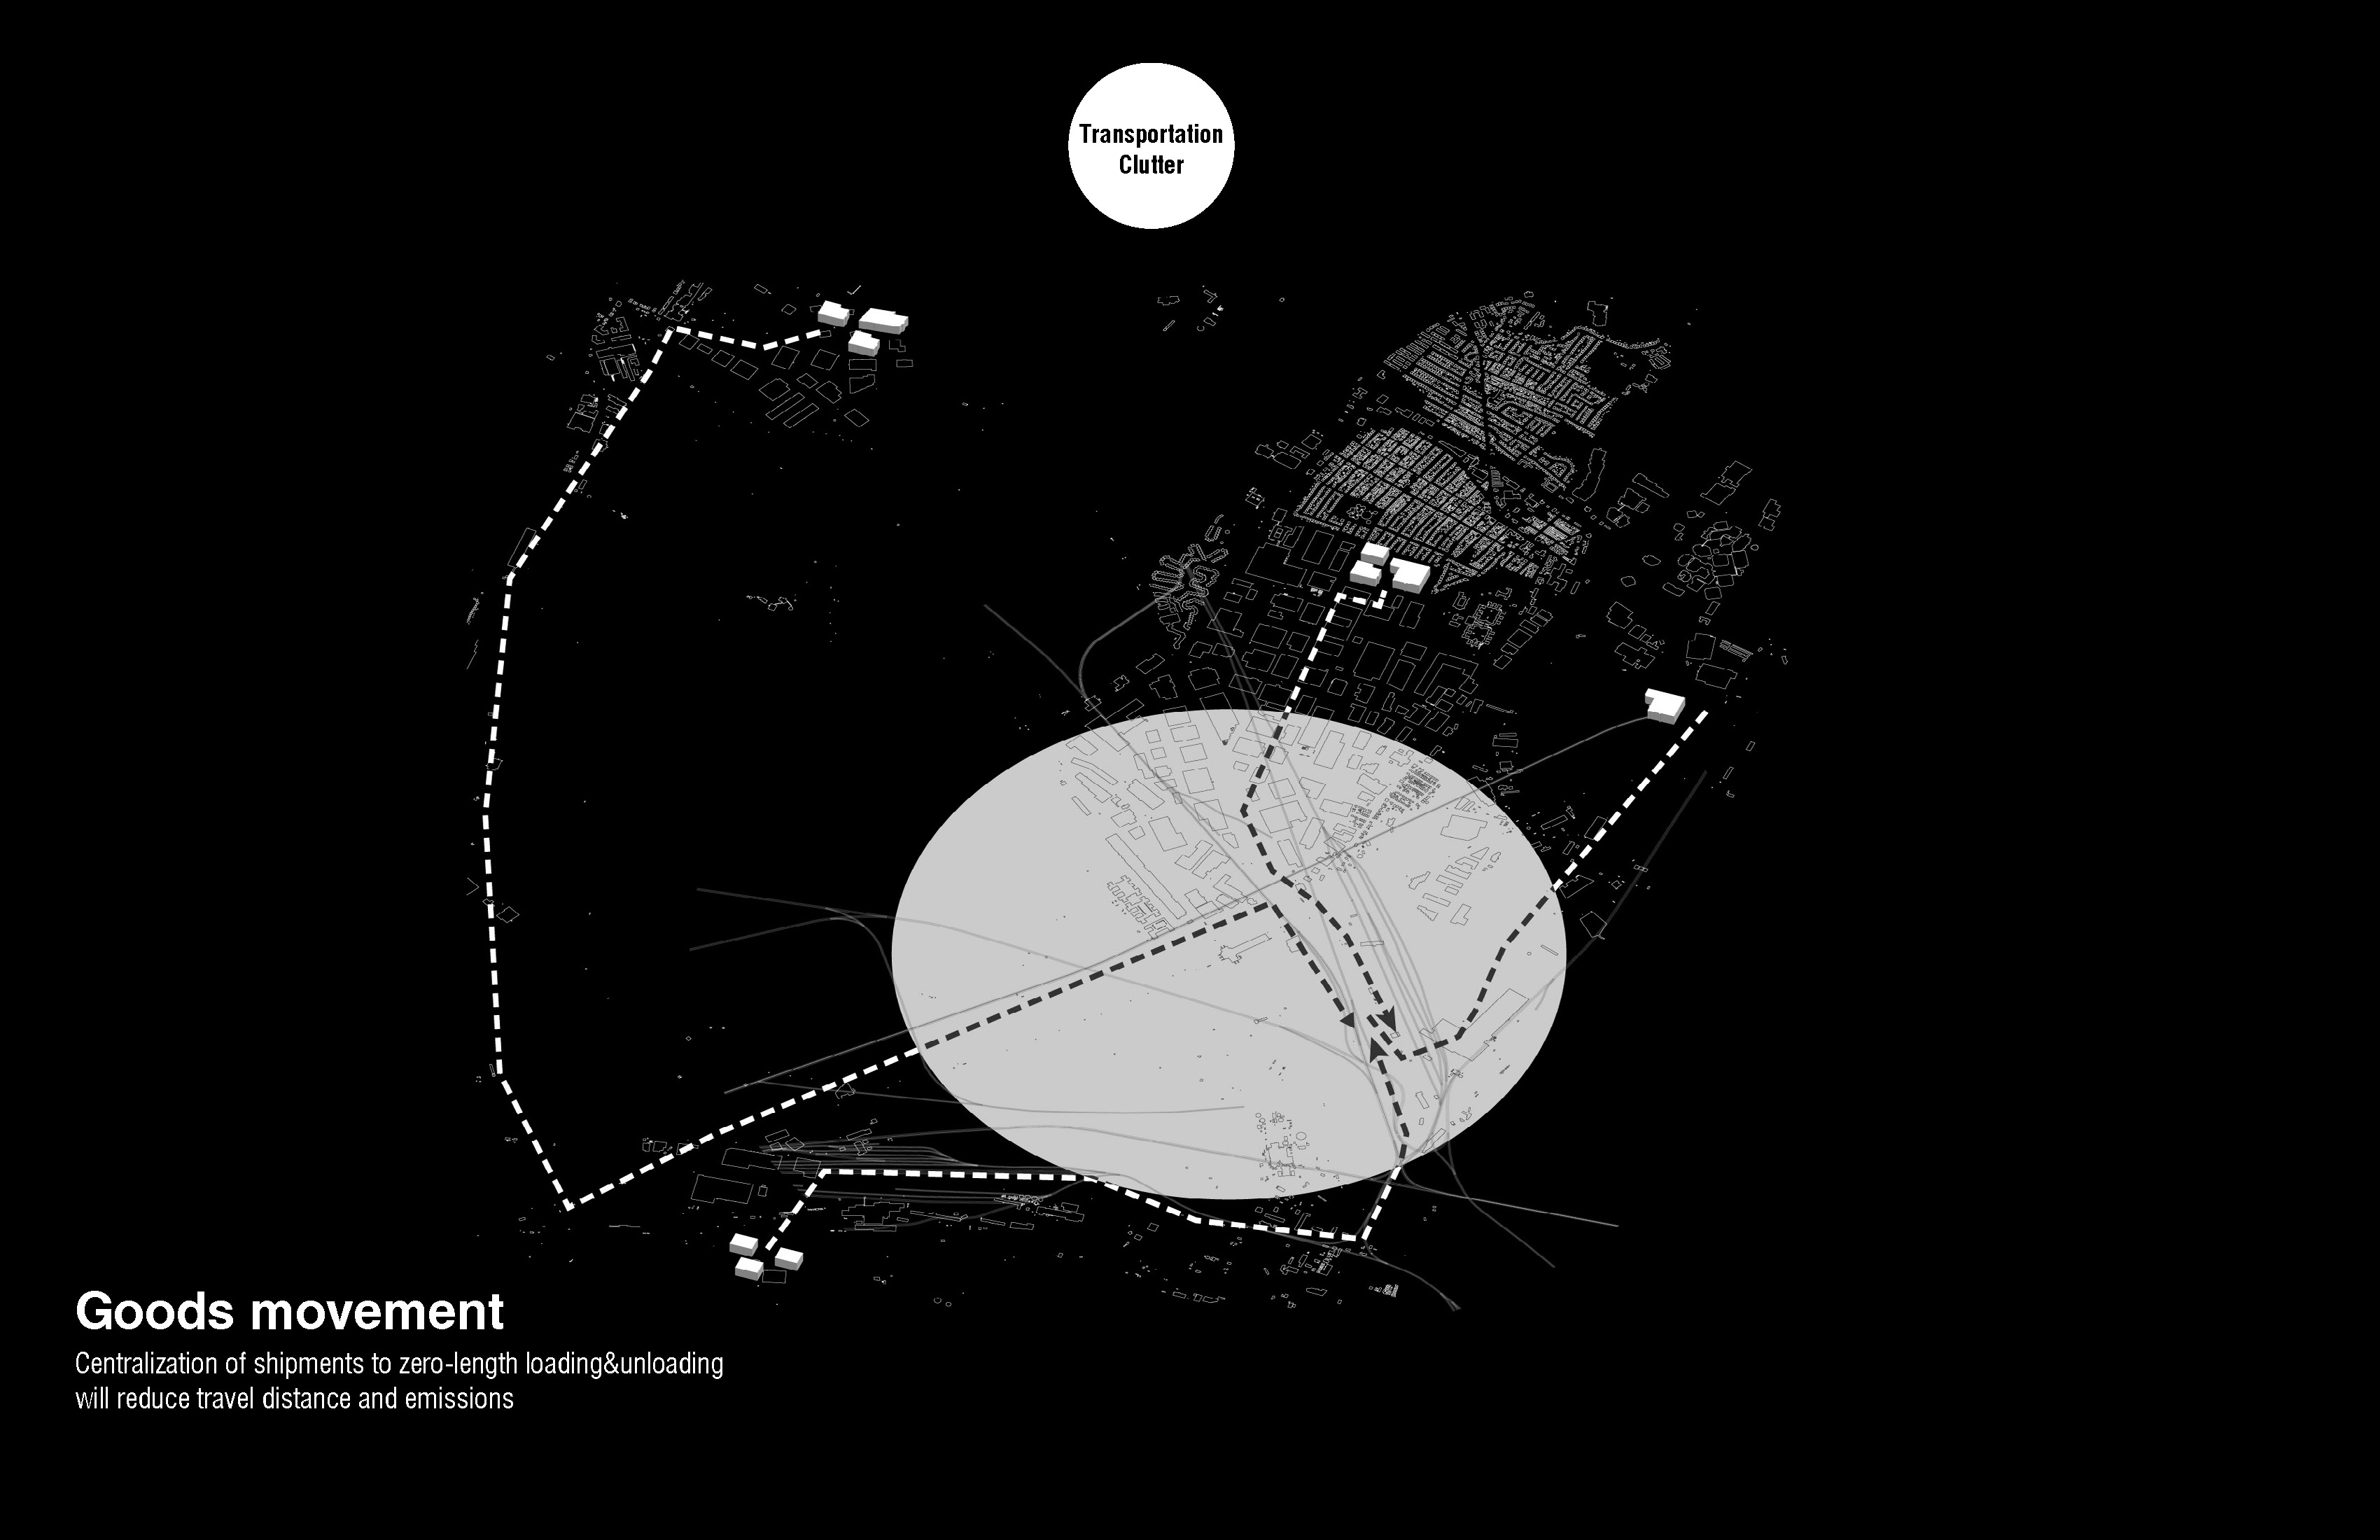 Transportation
Clutter
Goods movement
Centralization of shipments to zero-length loading&unloading
will reduce travel distance and emissions